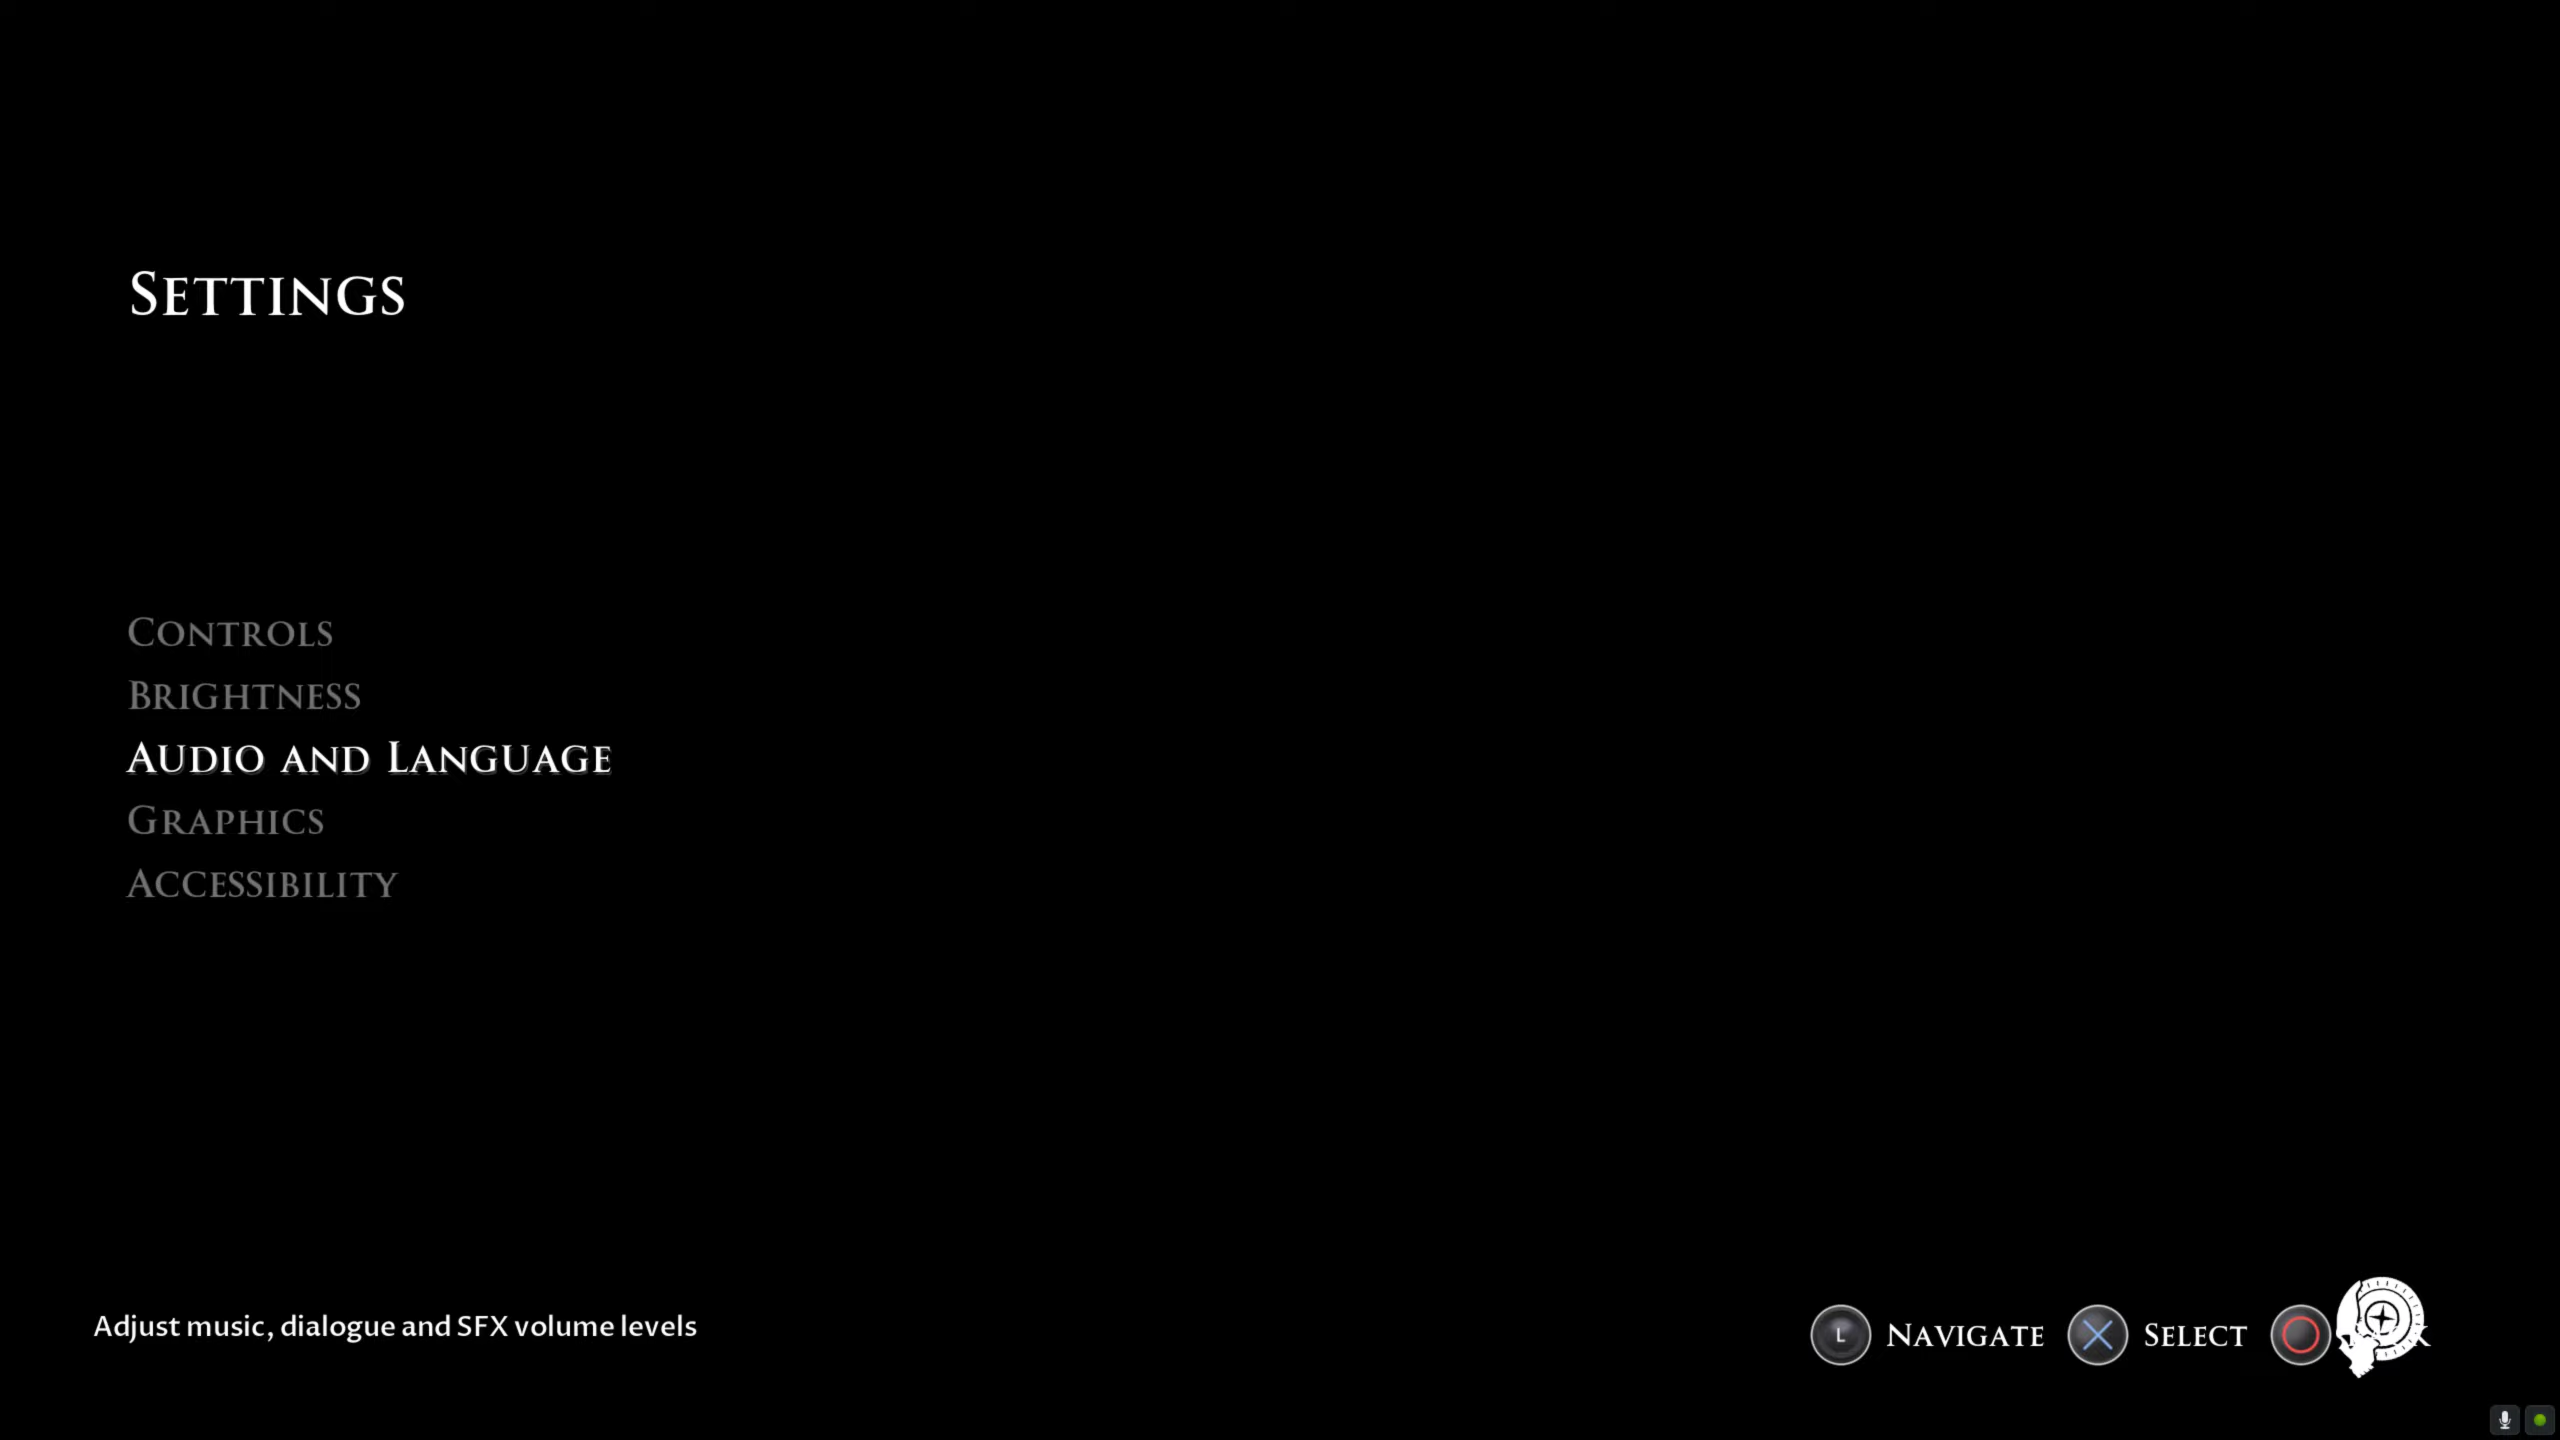 Settings
Controls
Brightness
Audio and Language
Graphics
Accessibility
Adjust music, dialogue and SFX volume levels
L Navigate Select